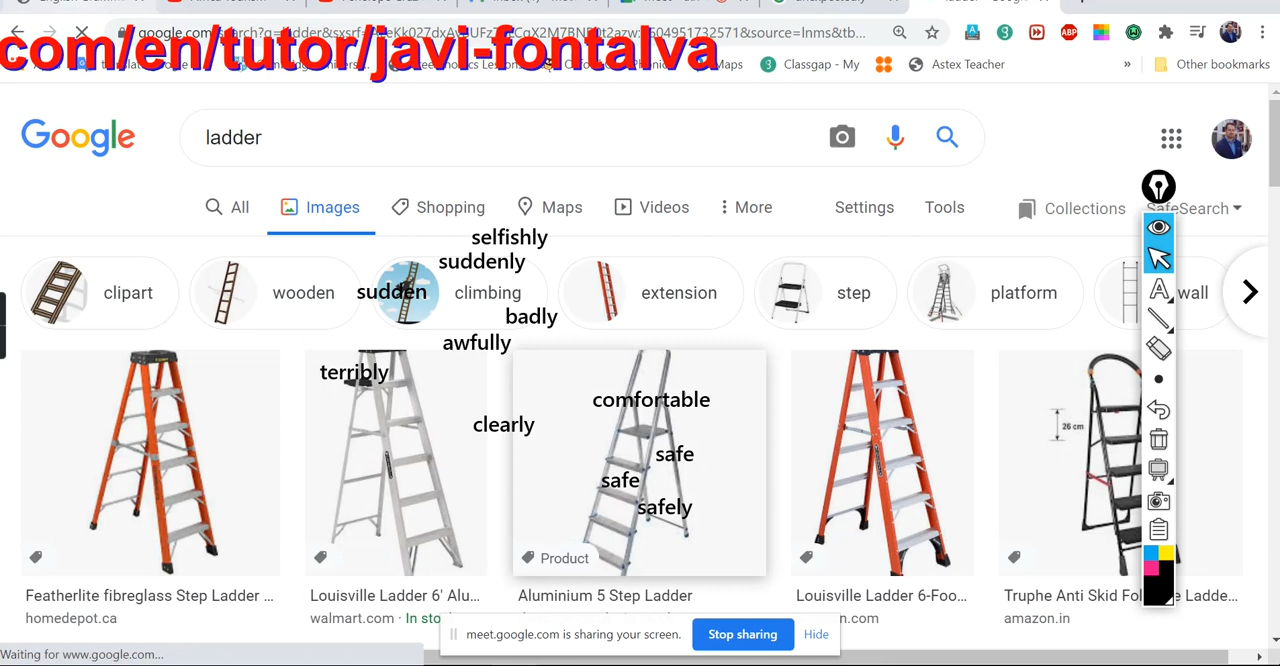 com/en/tutor/javi-fontalva
Maps
Classgap - My
Astex Teacher
»
Other bookmarks
Google
ladder
All
Images
Shopping
Maps
Videos
More
Settings
Tools
Collections
SafeSearch
selfishly
suddenly
clipart
wooden
sudden
climbing
extension
step
platform
wall
badly
awfully
terribly
comfortable
clearly
26 cm
safe
safe
safely
Product
Featherlite fibreglass Step Ladder ...
homedepot.ca
Louisville Ladder 6' Alu...
walmart.com · In sto
Aluminium 5 Step Ladder
Louisville Ladder 6-Foo...
n.com
Truphe Anti Skid Fol Ladde...
amazon.in
meet.google.com is sharing your screen.
Stop sharing
Hide
Waiting for www.google.com...